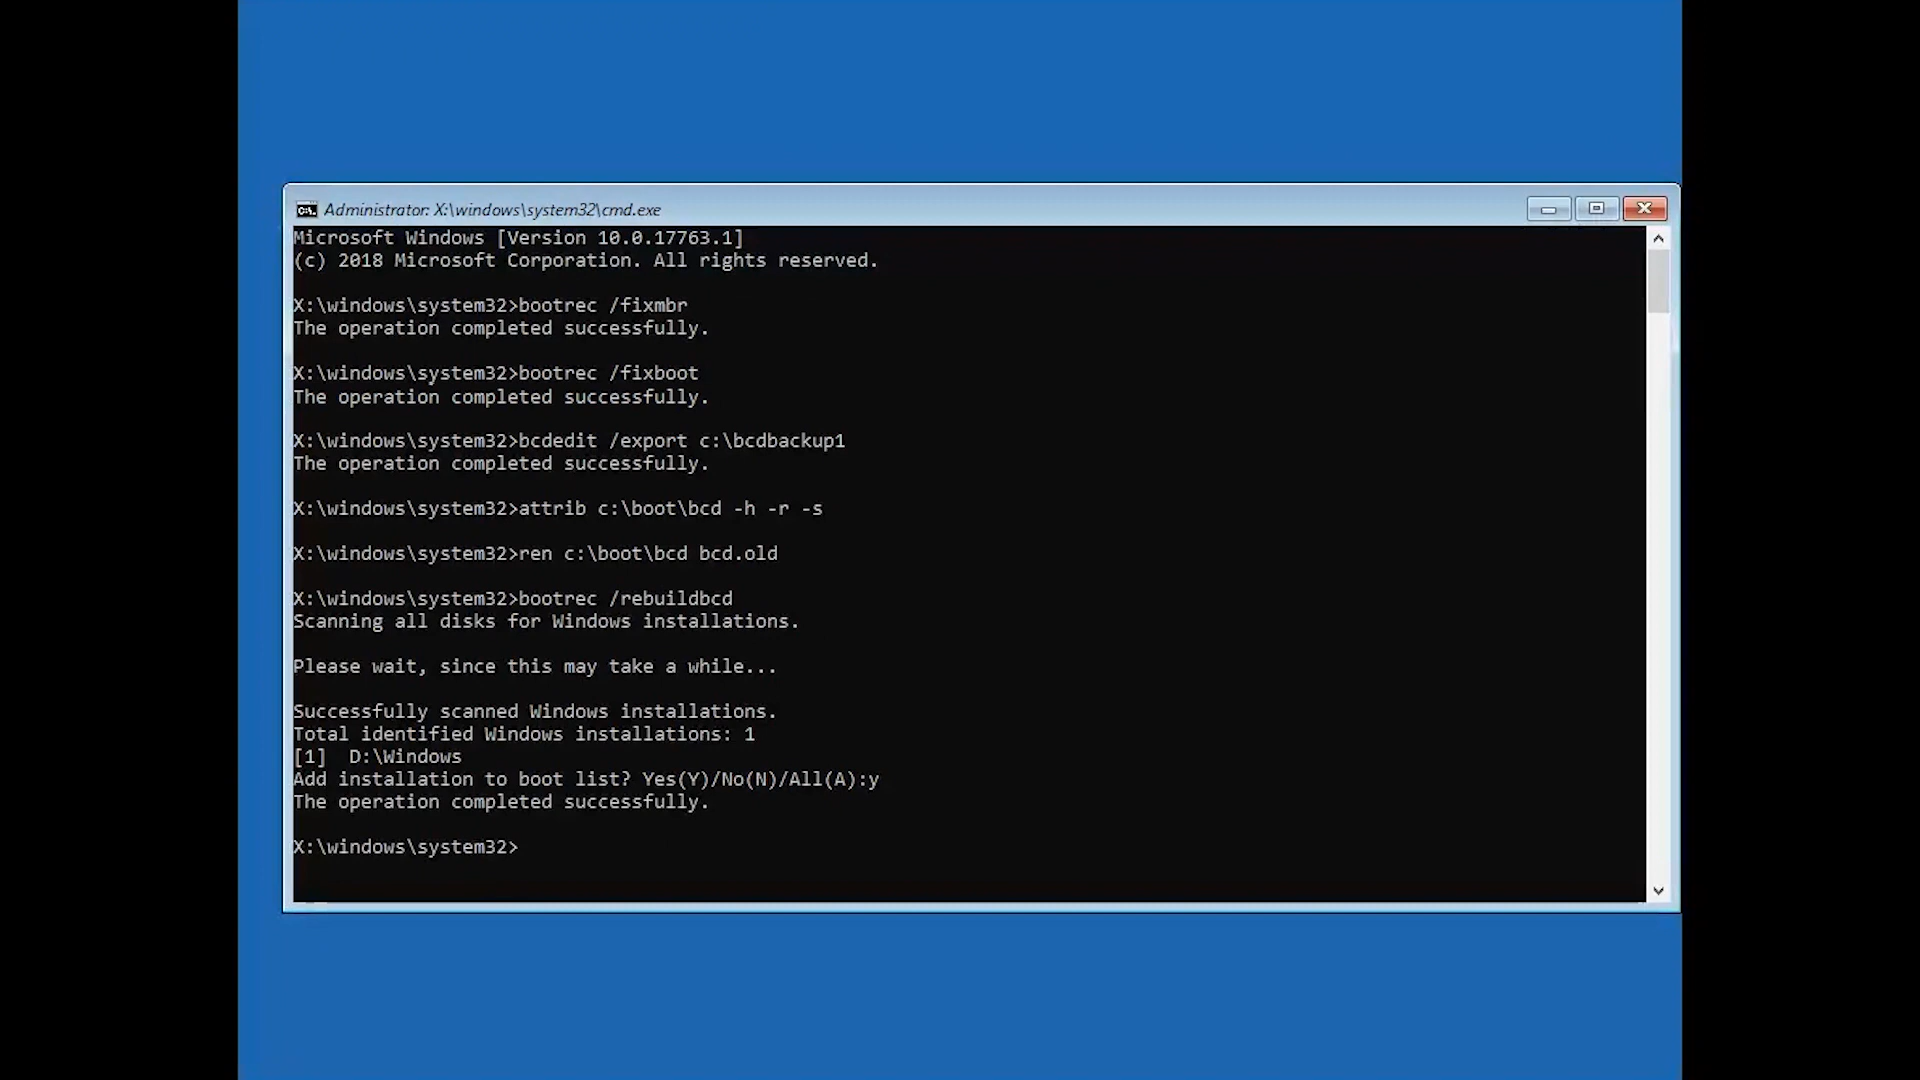 Administrator: X:\windows\system32\cmd.exe
Microsoft Windows [Version 10.0.17763.1]
(c) 2018 Microsoft Corporation. All rights reserved.
X:\windows\system32>bootrec /fixmbr
The operation completed successfully.
X:\windows\system32>bootrec /fixboot
The operation completed successfully.
X:\windows\system32>bcdedit /export c:\bcdbackup1
The operation completed successfully.
X:\windows\system32>attrib c:\boot\bcd -h -r -s
X:\windows\system32>ren c:\boot\bcd bcd.old
X:\windows\system32>bootrec /rebuildbcd
Scanning all disks for Windows installations.
Please wait, since this may take a while...
Successfully scanned Windows installations.
Total identified Windows installations: 1
[1]  D:\Windows
Add installation to boot list? Yes(Y)/No(N)/All(A):y
The operation completed successfully.
X:\windows\system32>